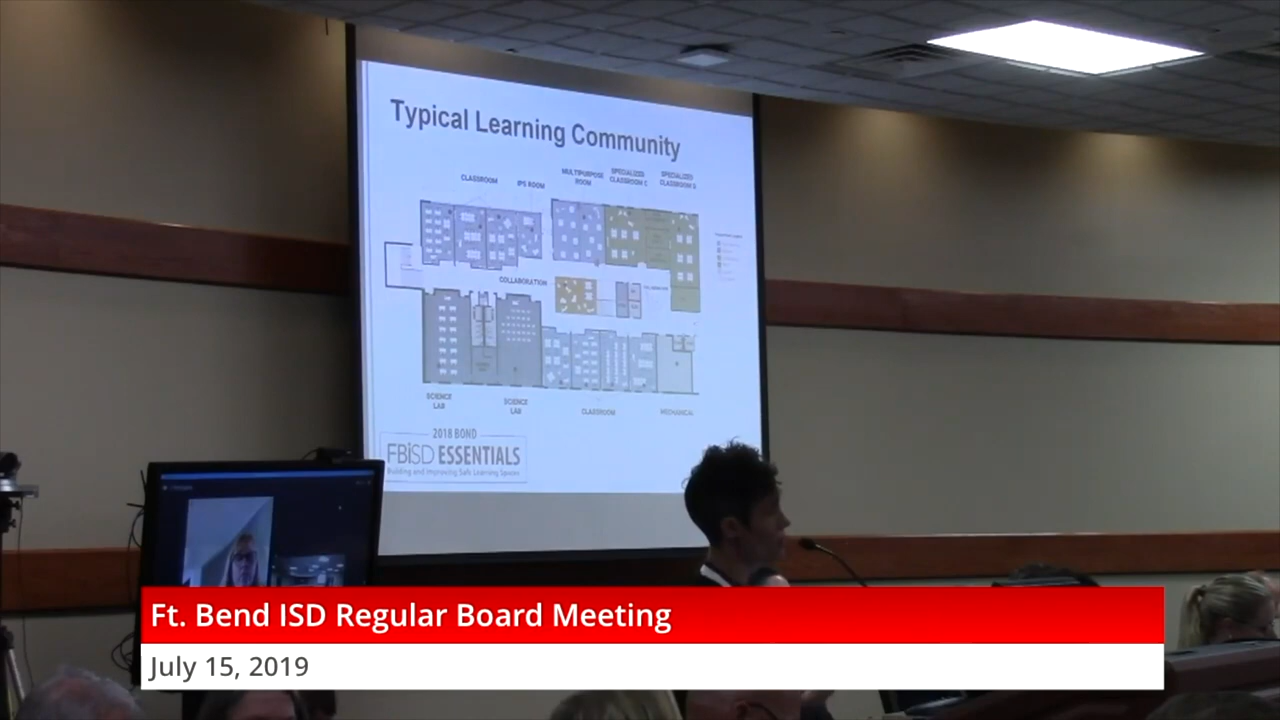 Typical Learning Community
CLASSROOM
IPS ROOM
MULTIPURPOSE
ROOM
SPECIALIZED
CLASSROOM C
SPECIALIZED
CLASSROOM S
COLLABORATION
SCIENCE
LAB
SCIENCE
LAB
CLASSROOM
MECHANICAL
2018 BOND
FBiSD ESSENTIALS
Building and Improving Safe Learning Spaces
Ft. Bend ISD Regular Board Meeting
July 15, 2019